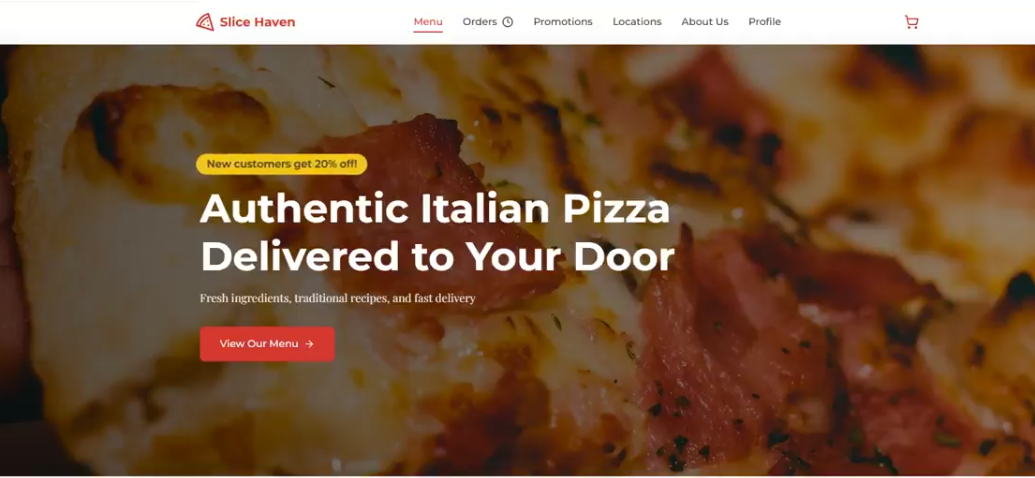 Slice Haven
Menu
Orders
Promotions
Locations
About Us
Profile
New customers get 20% off!
Authentic Italian Pizza
Delivered to Your Door
Fresh ingredients, traditional recipes, and fast delivery
View Our Menu →